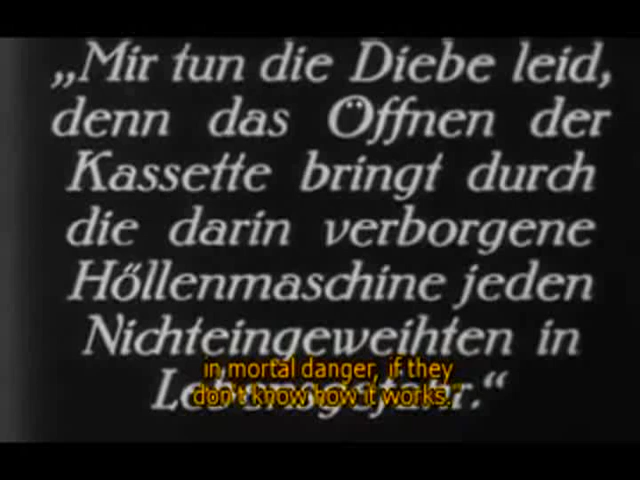 „Mir tun die Diebe leid,
denn das Öffnen der
Kassette bringt durch
die darin verborgene
Höllenmaschine jeden
Nichteingeweihten in
Lebensgefahr.“
in mortal danger, if they
don't know how it works."